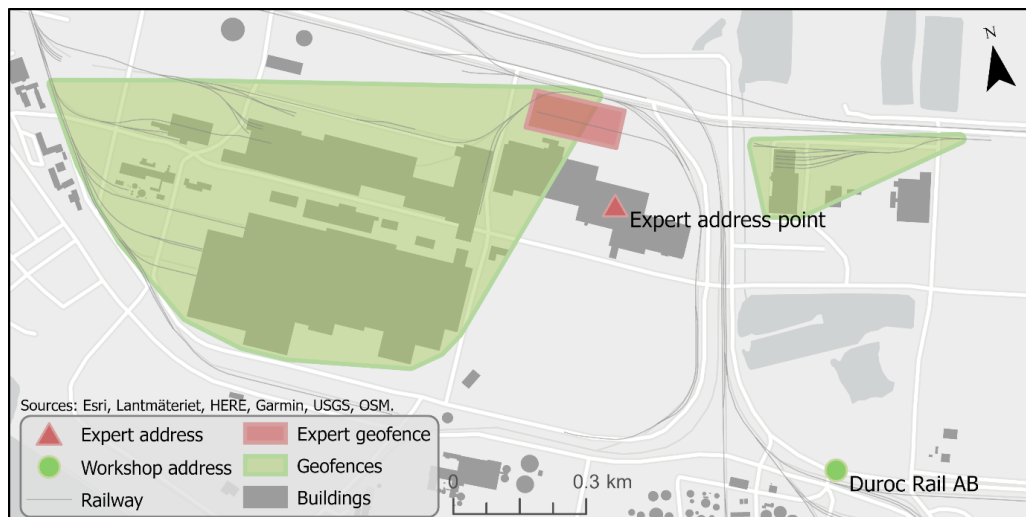 N
Expert address point
Sources: Esri, Lantmäteriet, HERE, Garmin, USGS, OSM.
Expert address
Expert geofence
Workshop address
Geofences
Railway
Buildings
0
0.3 km
Duroc Rail AB